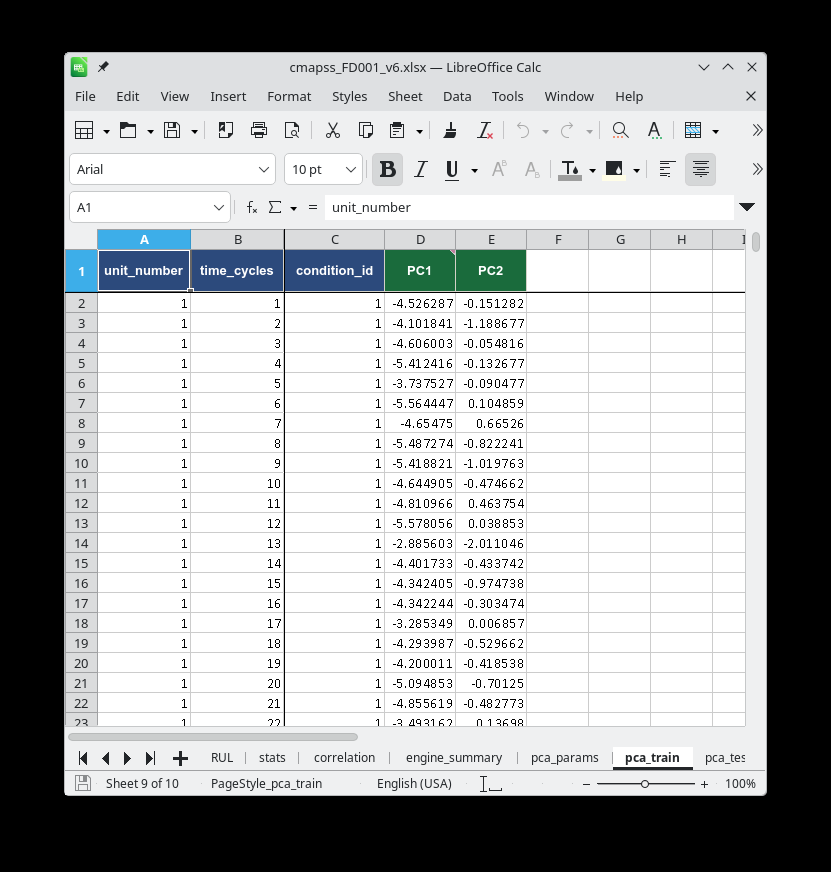 cmapss_FD001_v6.xlsx — LibreOffice Calc
File Edit View Insert Format Styles Sheet Data Tools Window Help
Arial 10 pt B I U
A1 unit_number
A B C D E F G H I
1 unit_number time_cycles condition_id PC1 PC2
2 1 1 1 -4.526287 -0.151282
3 1 2 1 -4.101841 -1.188677
4 1 3 1 -4.606003 -0.054816
5 1 4 1 -5.412416 -0.132677
6 1 5 1 -3.737527 -0.090477
7 1 6 1 -5.564447 0.104859
8 1 7 1 -4.65475 0.66526
9 1 8 1 -5.487274 -0.822241
10 1 9 1 -5.418821 -1.019763
11 1 10 1 -4.644905 -0.474662
12 1 11 1 -4.810966 0.463754
13 1 12 1 -5.578056 0.038853
14 1 13 1 -2.885603 -2.011046
15 1 14 1 -4.401733 -0.433742
16 1 15 1 -4.342405 -0.974738
17 1 16 1 -4.342244 -0.303474
18 1 17 1 -3.285349 0.006857
19 1 18 1 -4.293987 -0.529662
20 1 19 1 -4.200011 -0.418538
21 1 20 1 -5.094853 -0.70125
22 1 21 1 -4.855619 -0.482773
23 1 22 1 -3.493162 0.13698
RUL stats correlation engine_summary pca_params pca_train pca_tes
Sheet 9 of 10 PageStyle_pca_train English (USA) 100%